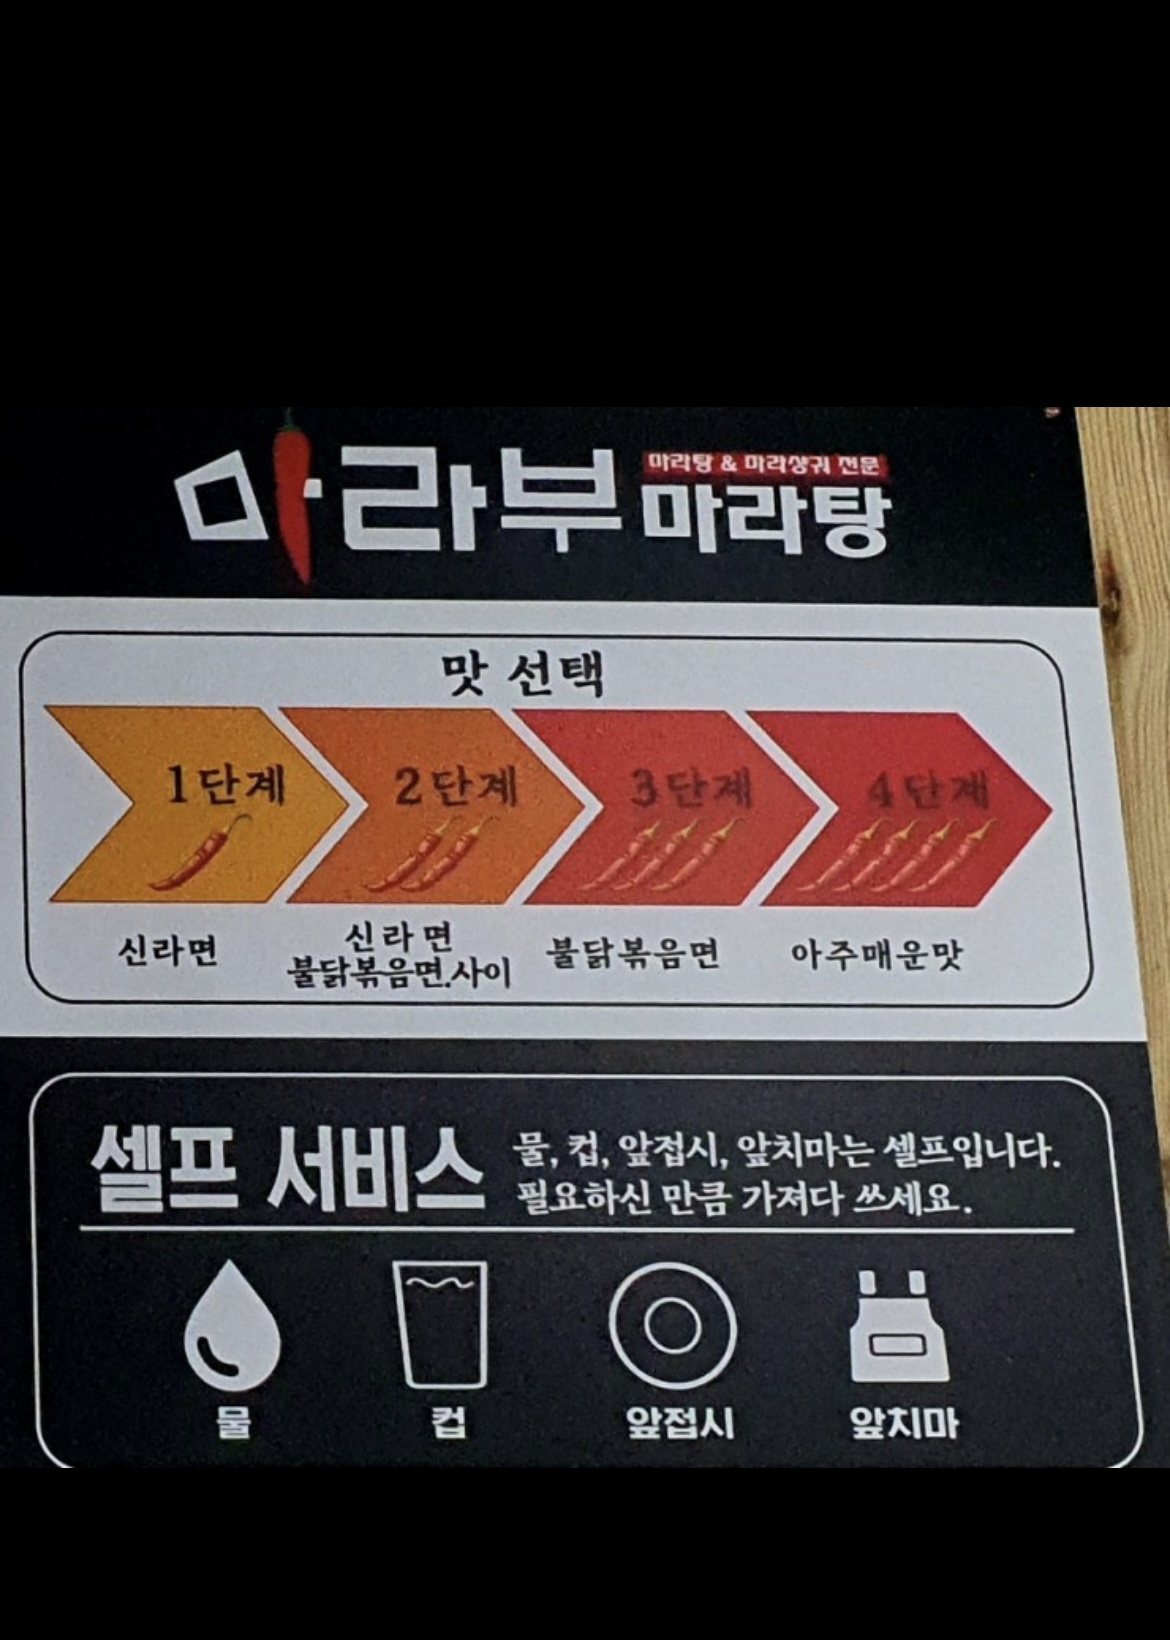 마라부 마라탕
마라탕 & 마라샹궈 전문
맛 선택
1단계
2단계
3단계
4단계
신라면
신라면
불닭볶음면.사이
불닭볶음면
아주매운맛
셀프 서비스
물, 컵, 앞접시, 앞치마는 셀프입니다.
필요하신 만큼 가져다 쓰세요.
물
컵
앞접시
앞치마